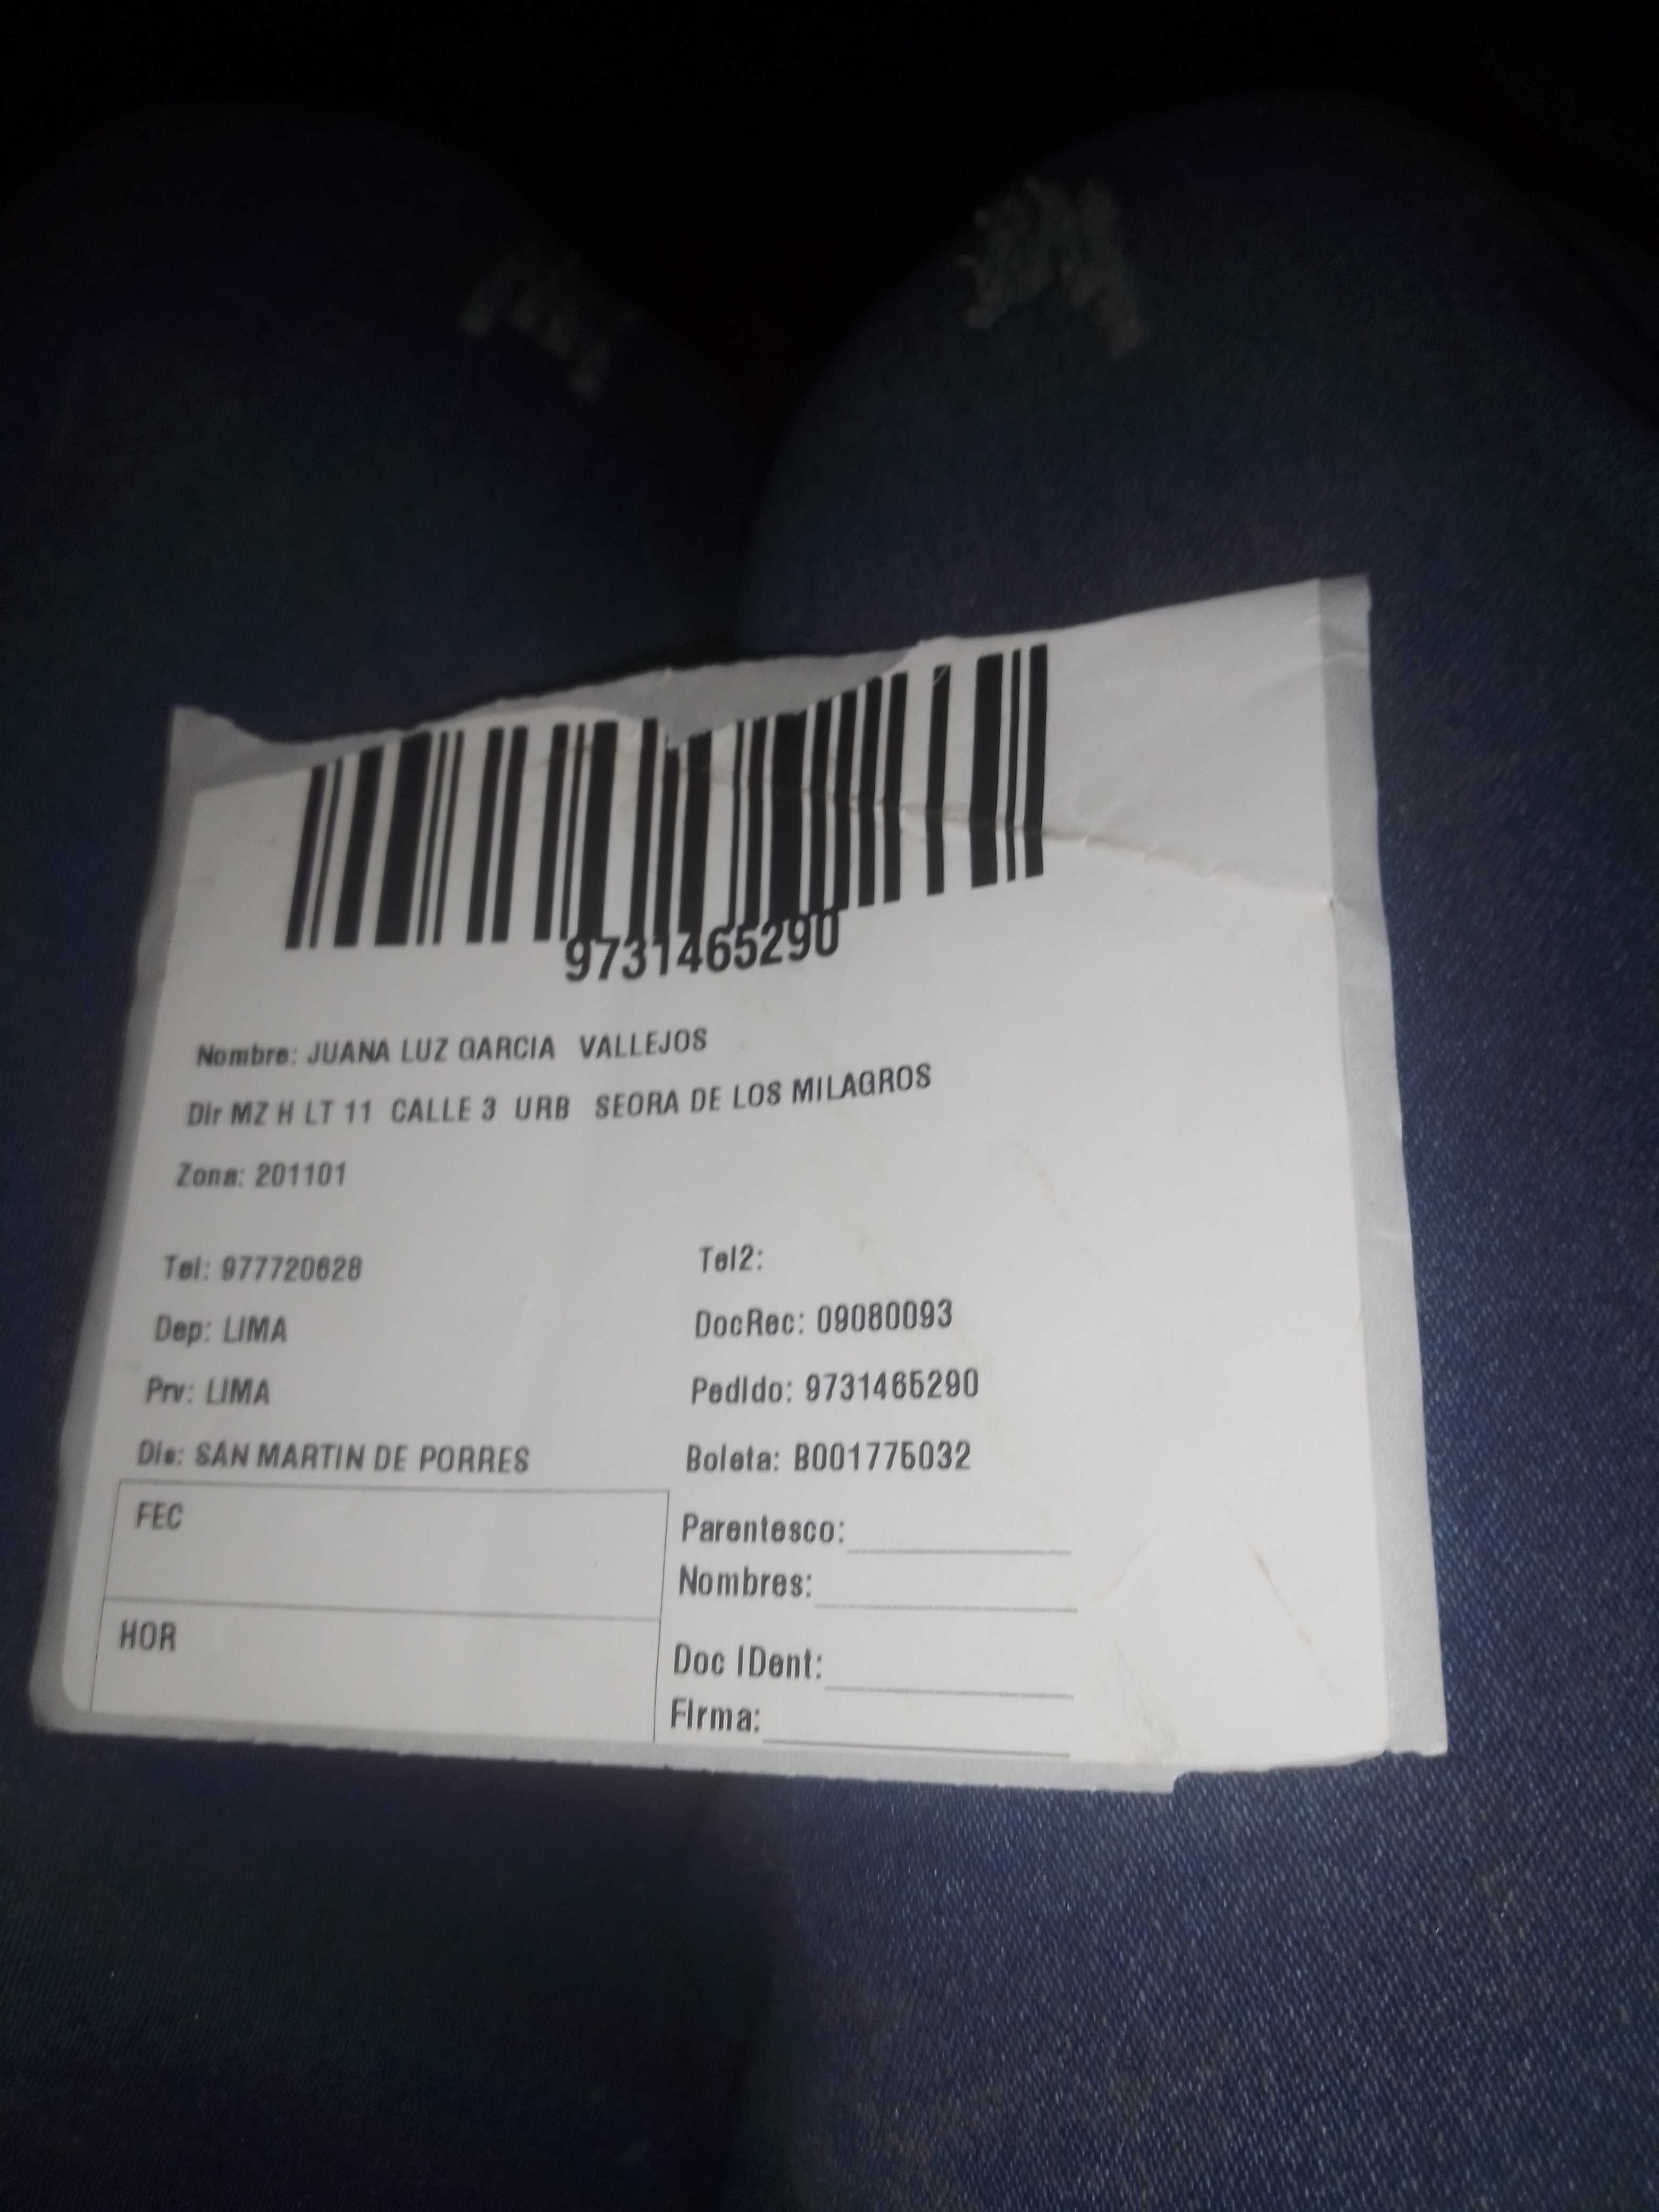 9731465290
Nombre: JUANA LUZ GARCIA VALLEJOS
Dir MZ H LT 11 CALLE 3 URB SEORA DE LOS MILAGROS
Zona: 201101
Tel: 977720628
Tel2:
Dep: LIMA
DocRec: 09080093
Prv: LIMA
Pedido: 9731465290
Dis: SAN MARTIN DE PORRES
Boleta: B001775032
FEC
Parentesco:
Nombres:
HOR
Doc IDent:
Firma: